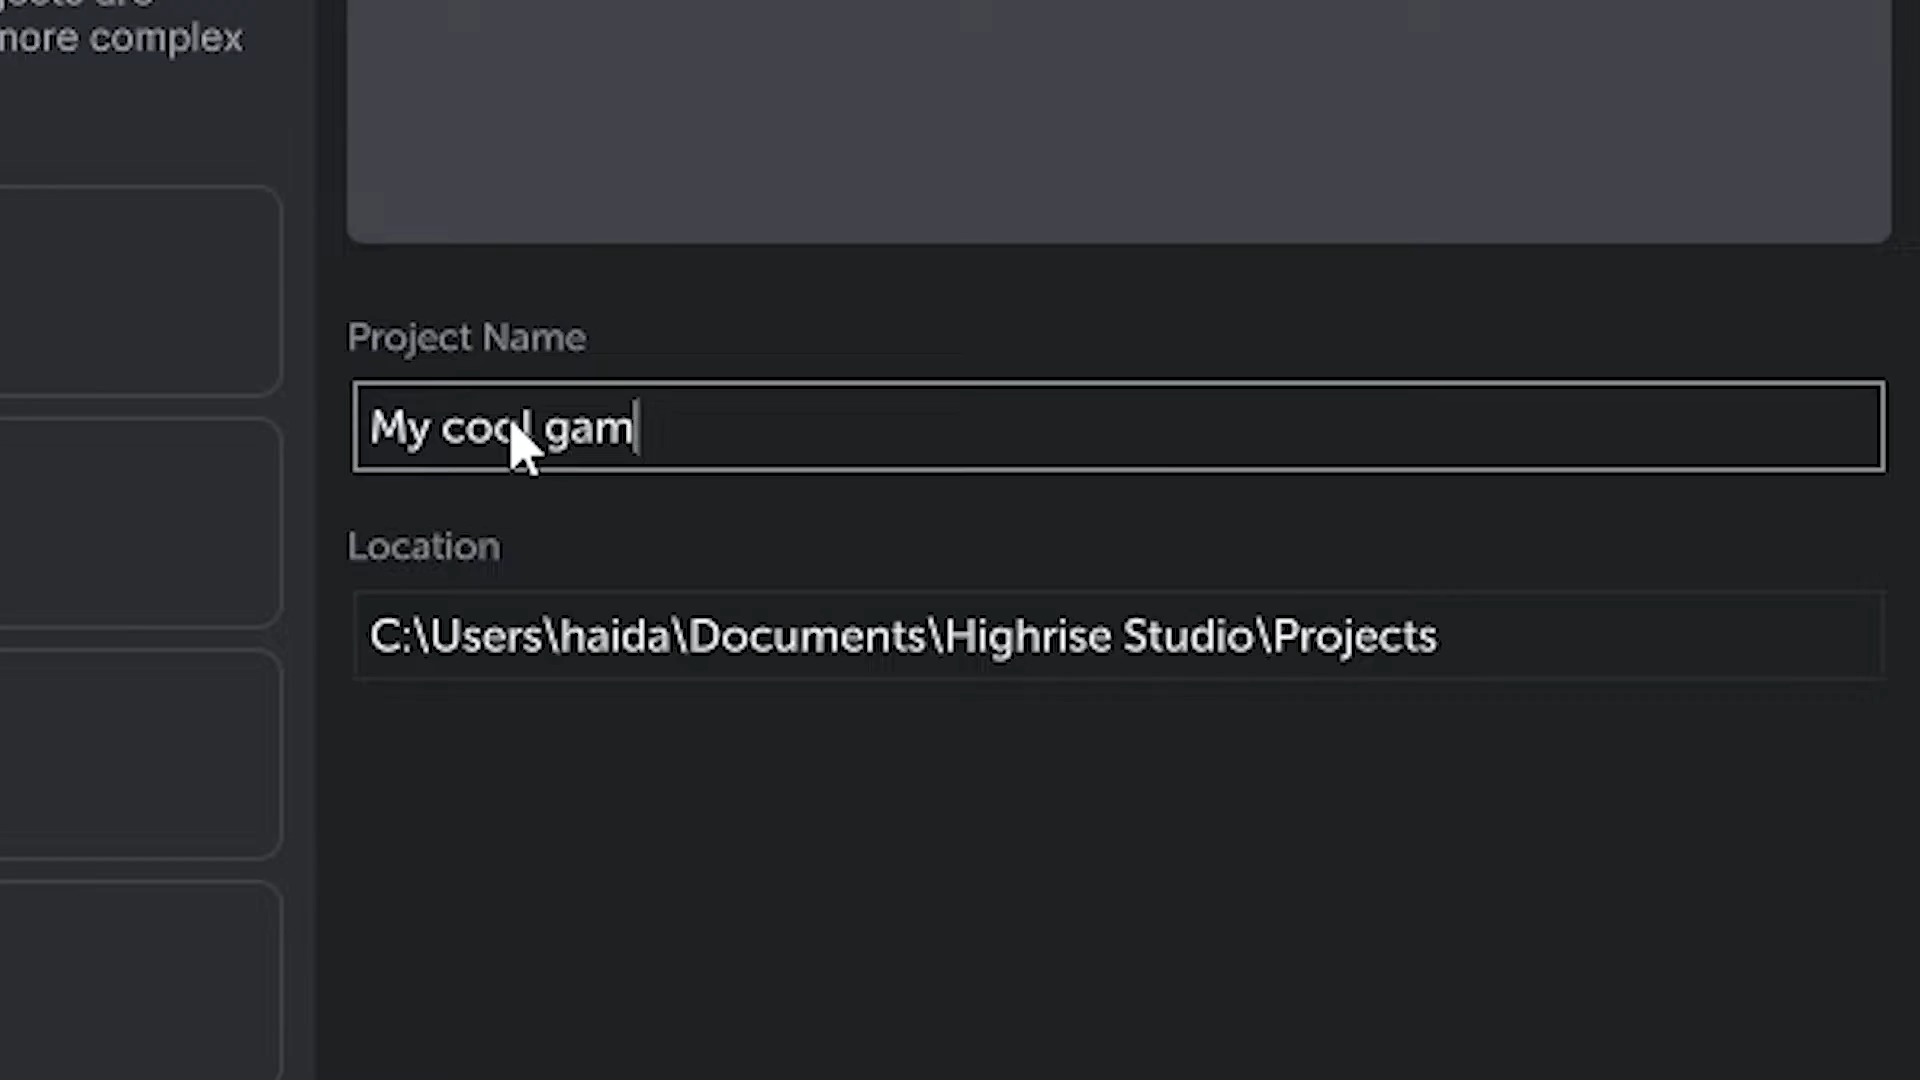 more complex
Project Name
My cool gam
Location
C:\Users\haida\Documents\Highrise Studio\Projects